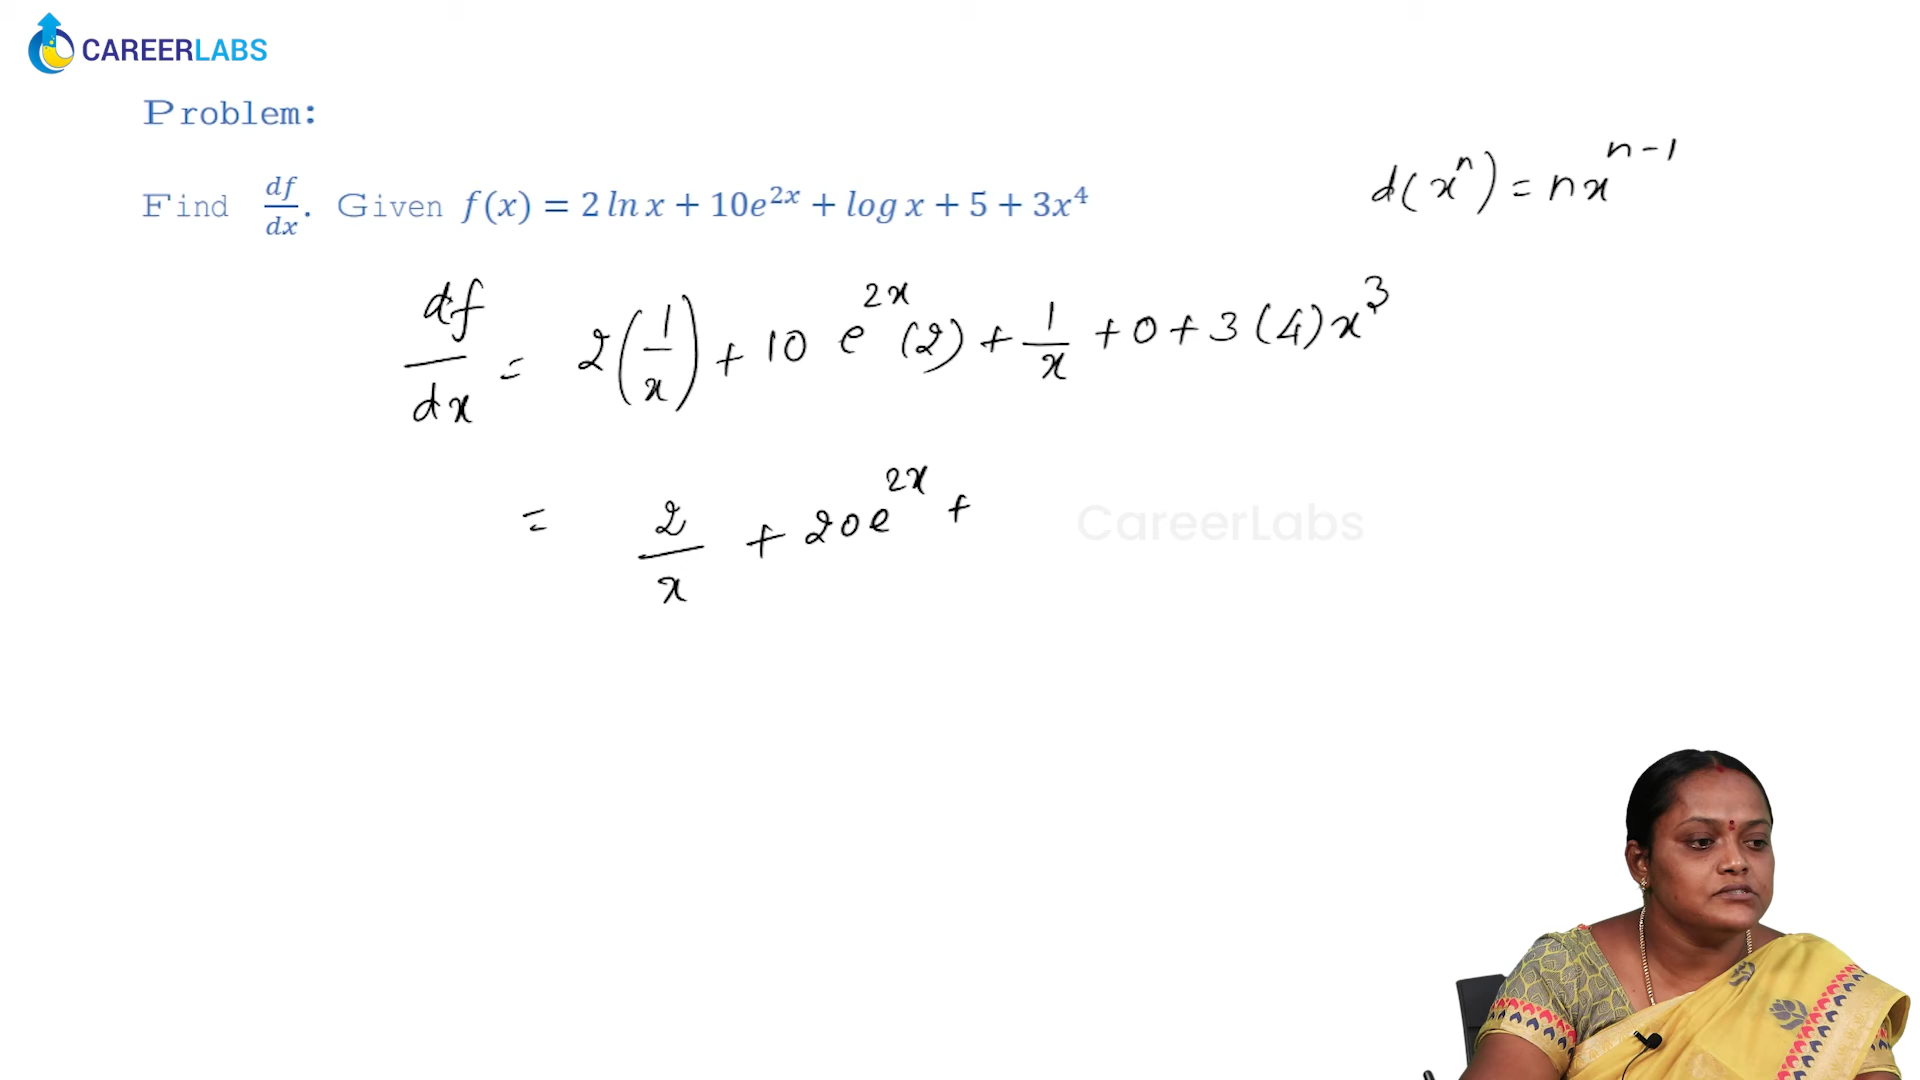 CAREERLABS
Problem:
Find df/dx. Given f(x) = 2 ln x + 10e^{2x} + log x + 5 + 3x^4
d(x^n) = nx^{n-1}
df/dx = 2(1/x) + 10 e^{2x}(2) + 1/x + 0 + 3(4)x^3
= 2/x + 20e^{2x} +
CareerLabs